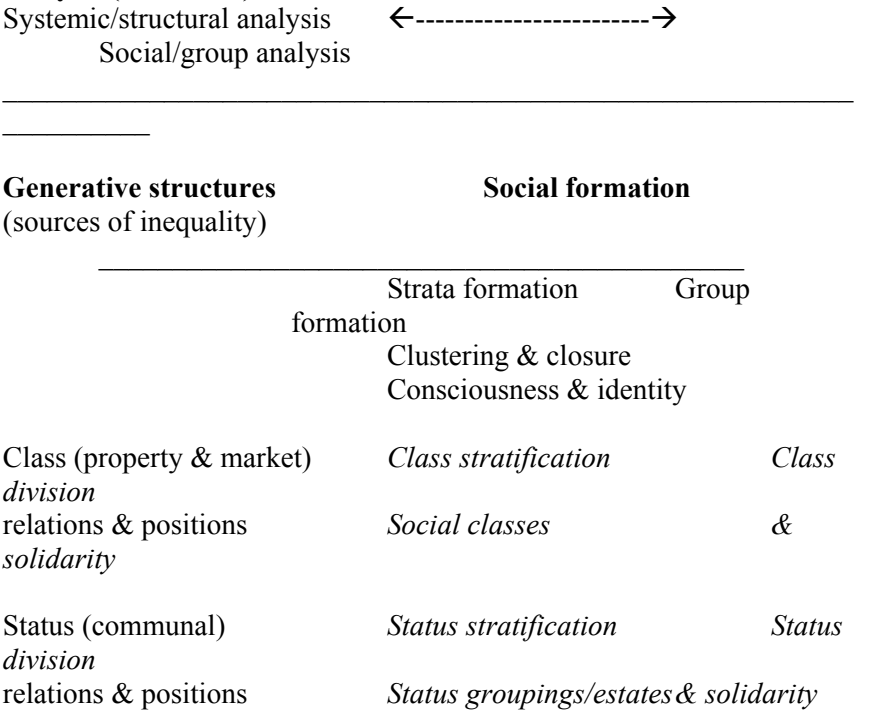 Systemic/structural analysis ←------------------------→
Social/group analysis
Generative structures Social formation
(sources of inequality)
Strata formation Group
formation
Clustering & closure
Consciousness & identity
Class (property & market) Class stratification Class
division
relations & positions Social classes &
solidarity
Status (communal) Status stratification Status
division
relations & positions Status groupings/estates & solidarity